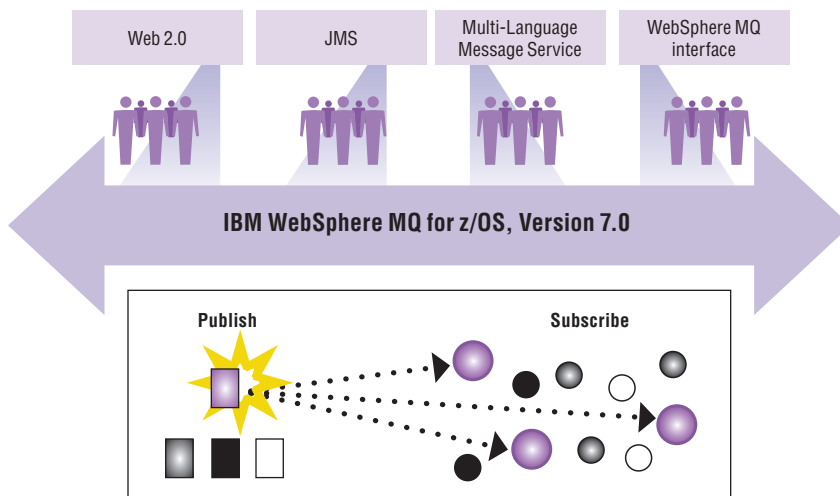 Web 2.0
JMS
Multi-Language
Message Service
WebSphere MQ
interface
IBM WebSphere MQ for z/OS, Version 7.0
Publish
Subscribe